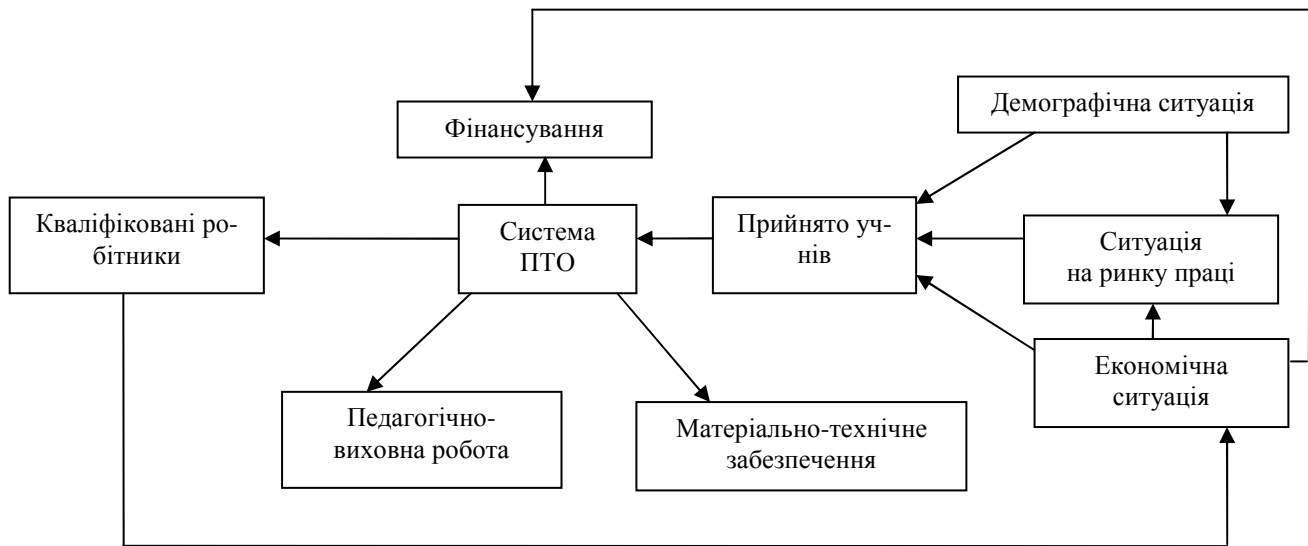 Демографічна ситуація
Фінансування
Кваліфіковані ро-
бітники
Система
ПТО
Прийнято уч-
нів
Ситуація
на ринку праці
Економічна
ситуація
Педагогічно-
виховна робота
Матеріально-технічне
забезпечення